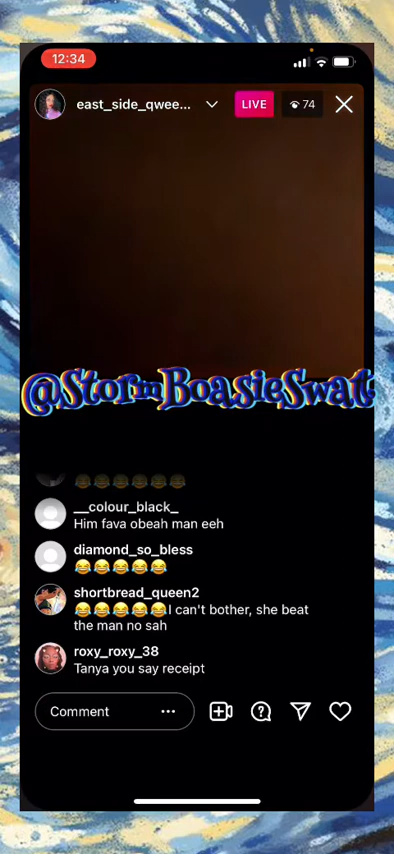 12:34
east_side_qwee...
LIVE
74
@StormBoasieSwat
😂😂😂😂😂😂
__colour_black_
Him fava obeah man eeh
diamond_so_bless
😂😂😂😂😂
shortbread_queen2
😂😂😂😂😂I can't bother, she beat
the man no sah
roxy_roxy_38
Tanya you say receipt
Comment